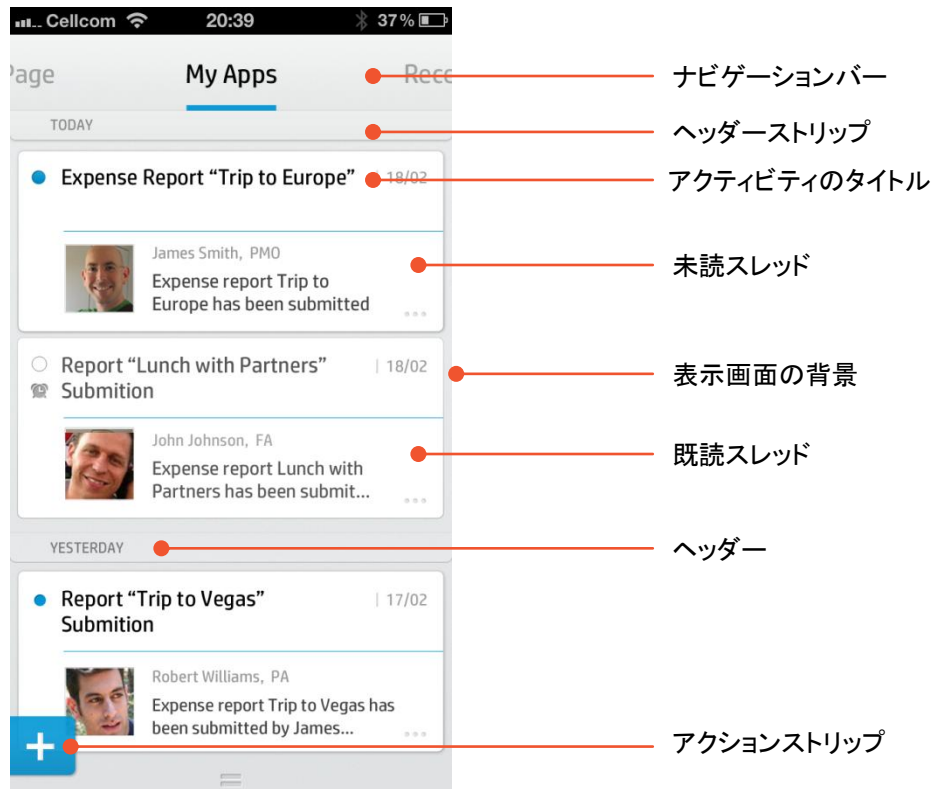 Cellcom 20:39 37%
Page My Apps Reco
ナビゲーションバー
TODAY
ヘッダーストリップ
Expense Report “Trip to Europe” 18/02
アクティビティのタイトル
James Smith, PMO
Expense report Trip to
Europe has been submitted
未読スレッド
Report “Lunch with Partners” | 18/02
Submition
表示画面の背景
John Johnson, FA
Expense report Lunch with
Partners has been submit...
既読スレッド
YESTERDAY
ヘッダー
Report “Trip to Vegas” | 17/02
Submition
Robert Williams, PA
Expense report Trip to Vegas has
been submitted by James...
+
アクションストリップ